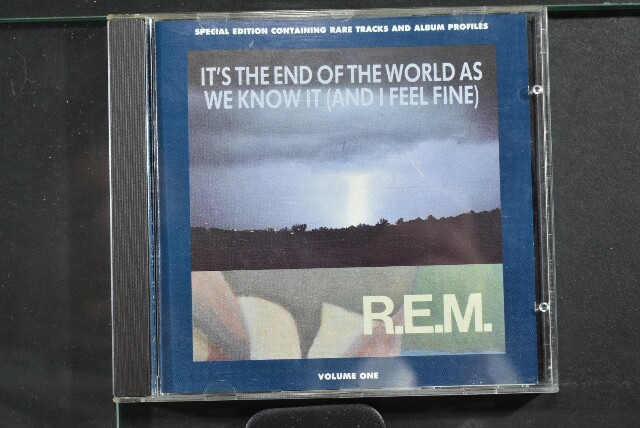 SPECIAL EDITION CONTAINING RARE TRACKS AND ALBUM PROFILES
IT'S THE END OF THE WORLD AS
WE KNOW IT (AND I FEEL FINE)
R.E.M.
VOLUME ONE